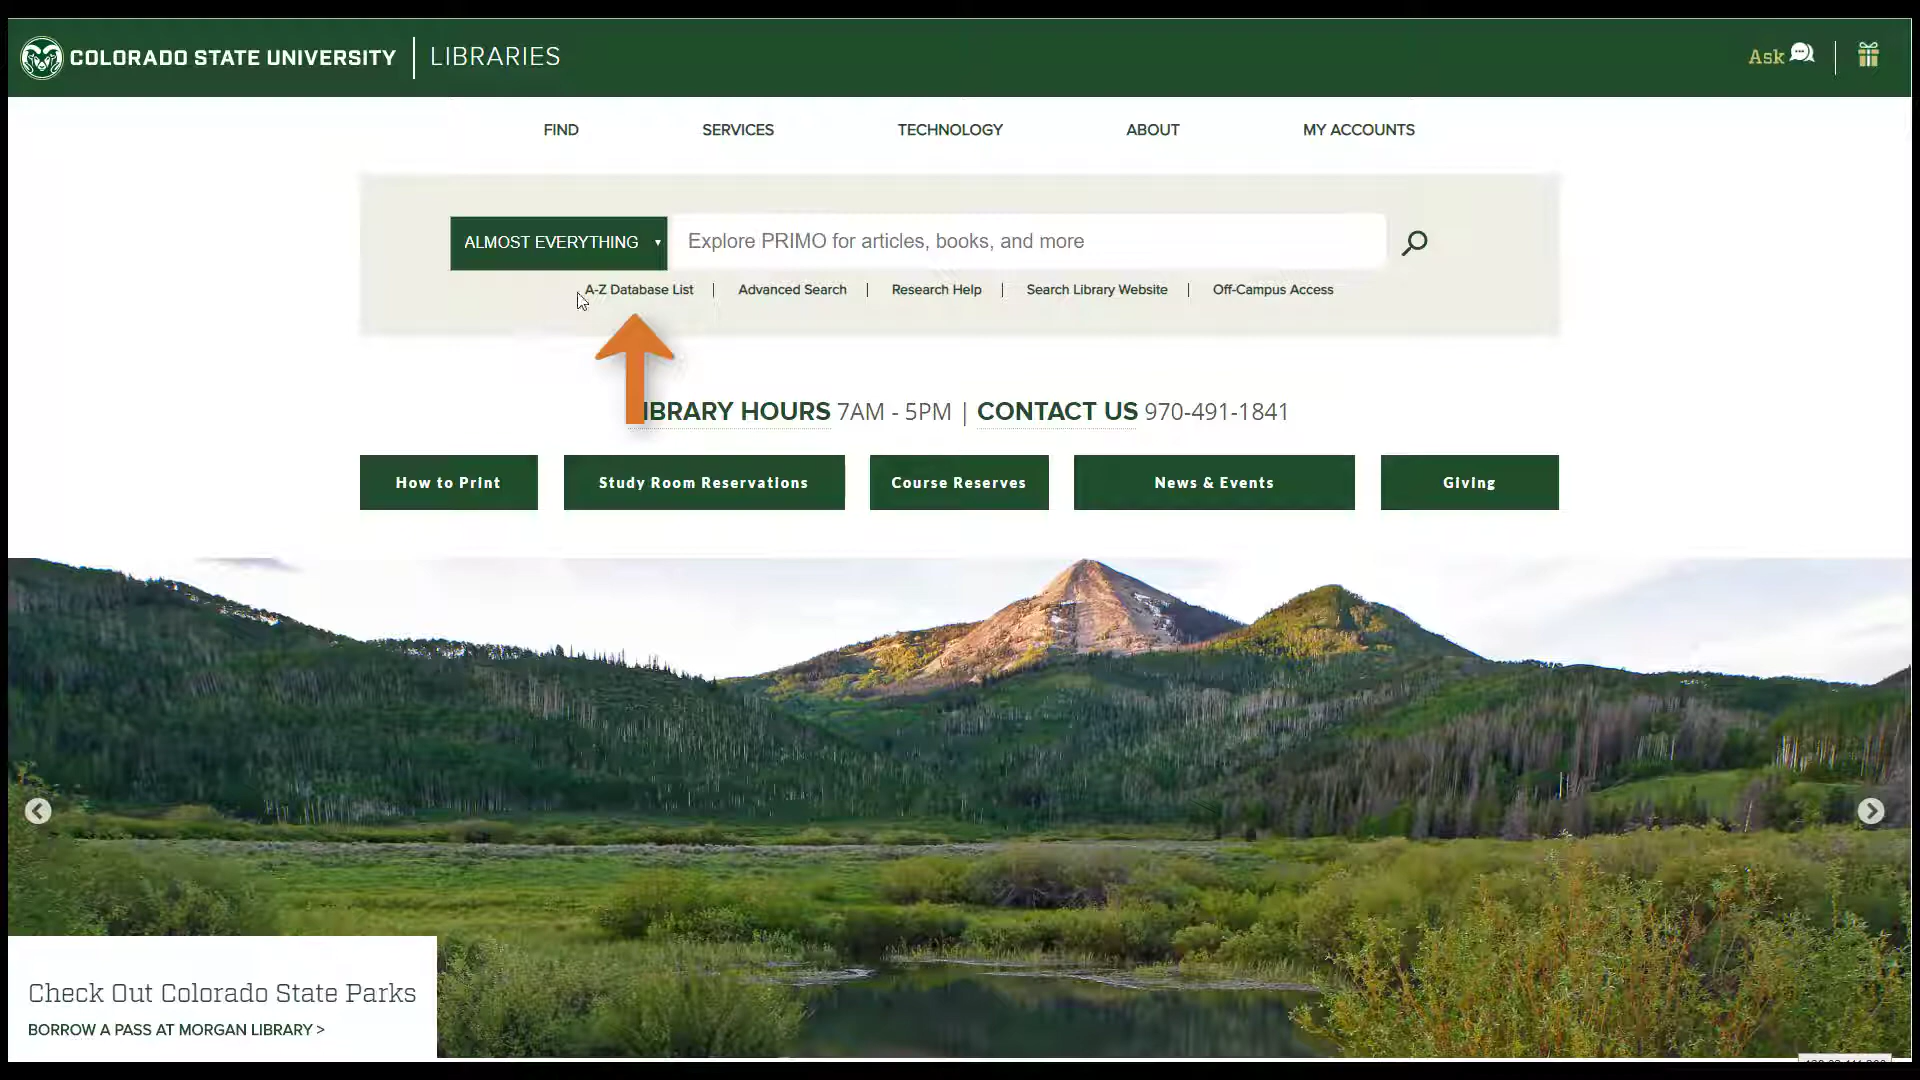 COLORADO STATE UNIVERSITY | LIBRARIES
Ask
FIND SERVICES TECHNOLOGY ABOUT MY ACCOUNTS
ALMOST EVERYTHING Explore PRIMO for articles, books, and more
A-Z Database List | Advanced Search | Research Help | Search Library Website | Off-Campus Access
IBRARY HOURS 7AM - 5PM | CONTACT US 970-491-1841
How to Print Study Room Reservations Course Reserves News & Events Giving
Check Out Colorado State Parks
BORROW A PASS AT MORGAN LIBRARY >